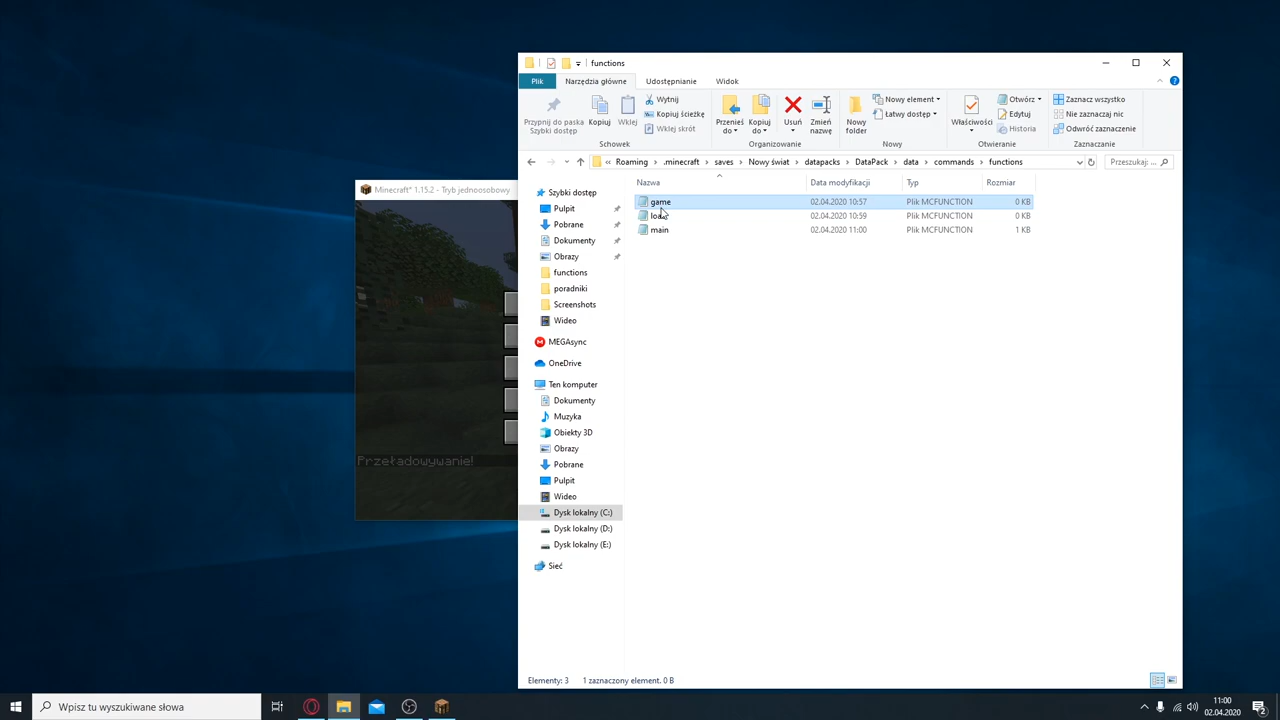 functions
Plik Narzędzia główne Udostępnianie Widok
Przypnij do paska Szybki dostęp
Kopiuj
Wklej
Wytnij
Kopiuj ścieżkę
Wklej skrót
Schowek
Przenieś do
Kopiuj do
Usuń
Zmień nazwę
Organizowanie
Nowy folder
Nowy element
Łatwy dostęp
Nowy
Właściwości
Otwórz
Edytuj
Historia
Otwieranie
Zaznacz wszystko
Nie zaznaczaj nic
Odwróć zaznaczenie
Zaznaczanie
« Roaming > .minecraft > saves > Nowy świat > datapacks > DataPack > data > commands > functions
Przeszukaj:...
Nazwa Data modyfikacji Typ Rozmiar
game 02.04.2020 10:57 Plik MCFUNCTION 0 KB
02.04.2020 10:59 Plik MCFUNCTION 0 KB
main 02.04.2020 11:00 Plik MCFUNCTION 1 KB
Szybki dostęp
Pulpit
Pobrane
Dokumenty
Obrazy
functions
poradniki
Screenshots
Wideo
MEGAsync
OneDrive
Ten komputer
Dokumenty
Muzyka
Obiekty 3D
Obrazy
Pobrane
Pulpit
Wideo
Dysk lokalny (C:)
Dysk lokalny (D:)
Dysk lokalny (E:)
Sieć
Elementy: 3 1 zaznaczony element. 0 B
Minecraft* 1.15.2 - Tryb jednoosobowy
Przeładowywanie!
Wpisz tu wyszukiwane słowa
11:00
02.04.2020
2